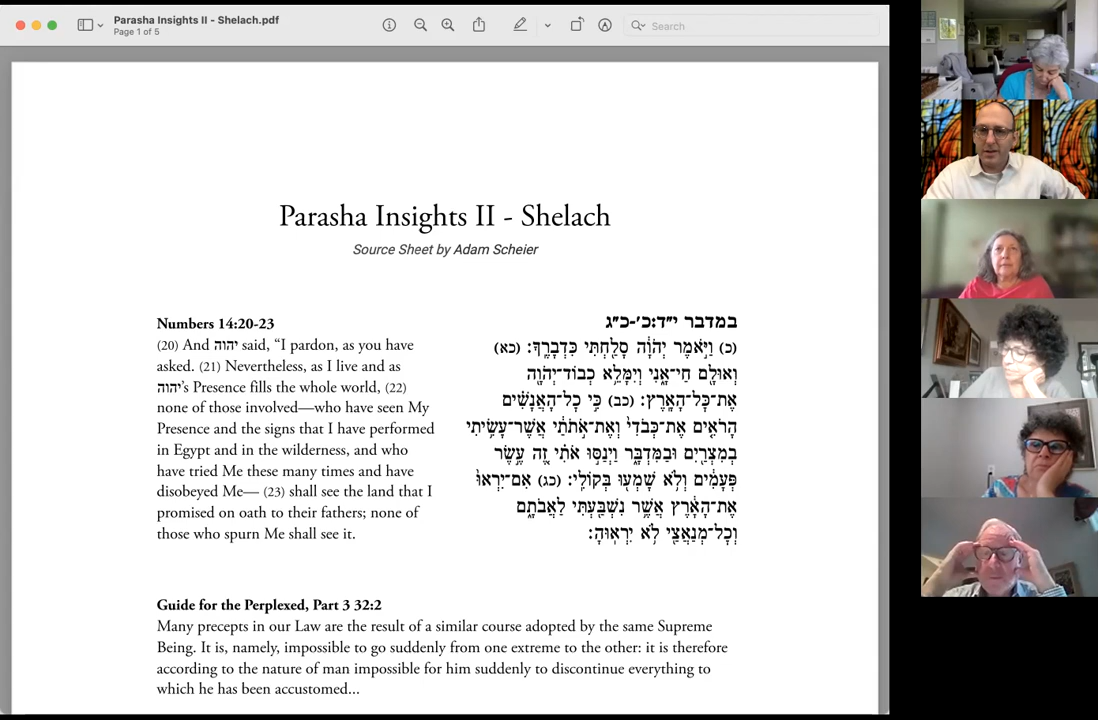 Parasha Insights II - Shelach.pdf
Page 1 of 5
Search
Parasha Insights II - Shelach
Source Sheet by Adam Scheier
Numbers 14:20-23
(20) And יהוה said, “I pardon, as you have
asked. (21) Nevertheless, as I live and as
יהוה’s Presence fills the whole world, (22)
none of those involved—who have seen My
Presence and the signs that I have performed
in Egypt and in the wilderness, and who
have tried Me these many times and have
disobeyed Me— (23) shall see the land that I
promised on oath to their fathers; none of
those who spurn Me shall see it.
במדבר י״ד:כ׳-כ״ג
(כ) וַיֹּ֣אמֶר יְהֹוָ֔ה סָלַ֖חְתִּי כִּדְבָרֶֽךָ׃ (כא)
וְאוּלָ֖ם חַי־אָ֑נִי וְיִמָּלֵ֥א כְבוֹד־יְהֹוָ֖ה
אֶת־כׇּל־הָאָֽרֶץ׃ (כב) כִּ֣י כׇל־הָאֲנָשִׁ֗ים
הָרֹאִ֤ים אֶת־כְּבֹדִי֙ וְאֶת־אֹ֣תֹתַ֔י אֲשֶׁר־עָשִׂ֥יתִי
בְמִצְרַ֖יִם וּבַמִּדְבָּ֑ר וַיְנַסּ֣וּ אֹתִ֗י זֶ֚ה עֶ֣שֶׂר
פְּעָמִ֔ים וְלֹ֥א שָׁמְע֖וּ בְּקוֹלִֽי׃ (כג) אִם־יִרְאוּ֙
אֶת־הָאָ֔רֶץ אֲשֶׁ֥ר נִשְׁבַּ֖עְתִּי לַאֲבֹתָ֑ם
וְכׇל־מְנַאֲצַ֖י לֹ֥א יִרְאֽוּהָ׃
Guide for the Perplexed, Part 3 32:2
Many precepts in our Law are the result of a similar course adopted by the same Supreme
Being. It is, namely, impossible to go suddenly from one extreme to the other: it is therefore
according to the nature of man impossible for him suddenly to discontinue everything to
which he has been accustomed...